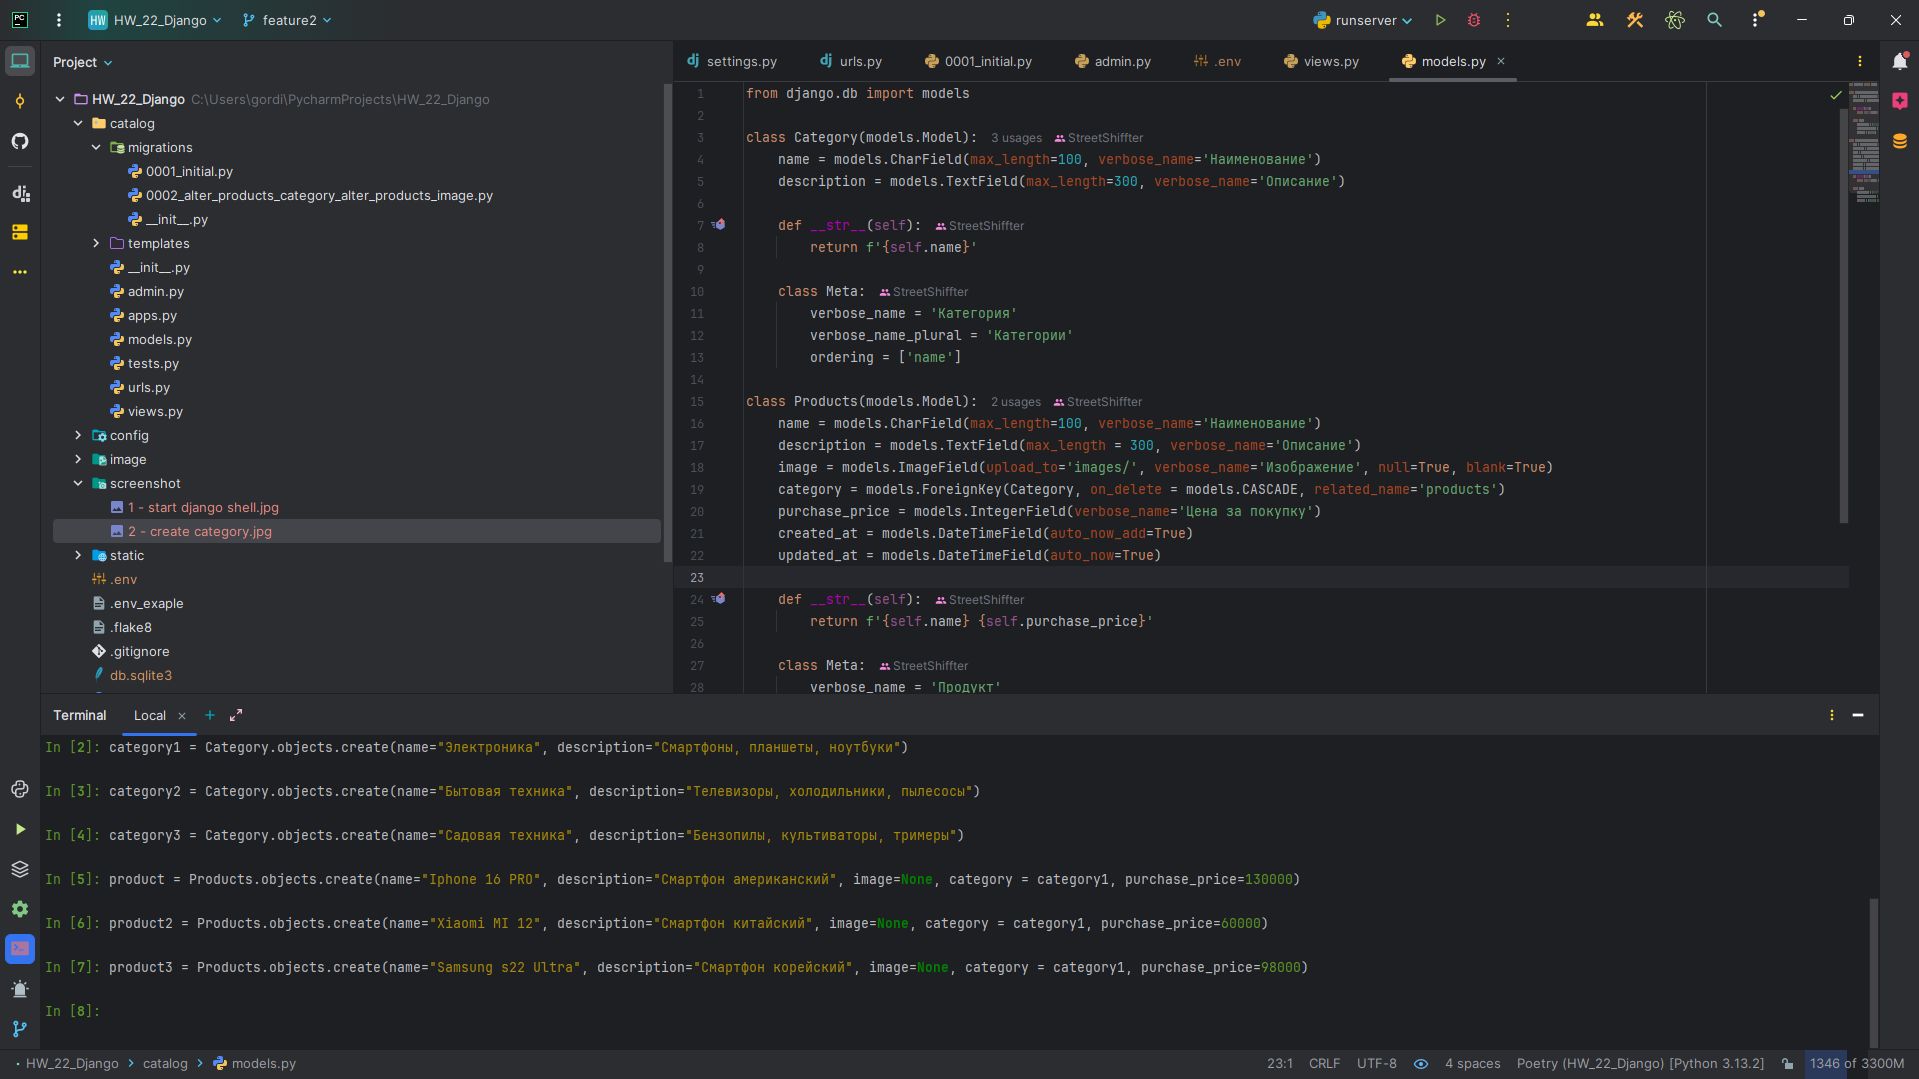 PC
HW HW_22_Django feature2 runserver
Project
settings.py urls.py 0001_initial.py admin.py .env views.py models.py
HW_22_Django C:\Users\gordi\PycharmProjects\HW_22_Django
catalog
migrations
0001_initial.py
0002_alter_products_category_alter_products_image.py
__init__.py
templates
__init__.py
admin.py
apps.py
models.py
tests.py
urls.py
views.py
config
image
screenshot
1 - start django shell.jpg
2 - create category.jpg
static
.env
.env_exaple
.flake8
.gitignore
db.sqlite3
1 from django.db import models
2
3 class Category(models.Model): 3 usages StreetShiffter
4 name = models.CharField(max_length=100, verbose_name='Наименование')
5 description = models.TextField(max_length=300, verbose_name='Описание')
6
7 def __str__(self): StreetShiffter
8 return f'{self.name}'
9
10 class Meta: StreetShiffter
11 verbose_name = 'Категория'
12 verbose_name_plural = 'Категории'
13 ordering = ['name']
14
15 class Products(models.Model): 2 usages StreetShiffter
16 name = models.CharField(max_length=100, verbose_name='Наименование')
17 description = models.TextField(max_length = 300, verbose_name='Описание')
18 image = models.ImageField(upload_to='images/', verbose_name='Изображение', null=True, blank=True)
19 category = models.ForeignKey(Category, on_delete = models.CASCADE, related_name='products')
20 purchase_price = models.IntegerField(verbose_name='Цена за покупку')
21 created_at = models.DateTimeField(auto_now_add=True)
22 updated_at = models.DateTimeField(auto_now=True)
23
24 def __str__(self): StreetShiffter
25 return f'{self.name} {self.purchase_price}'
26
27 class Meta: StreetShiffter
28 verbose_name = 'Продукт'
Terminal Local
In [2]: category1 = Category.objects.create(name="Электроника", description="Смартфоны, планшеты, ноутбуки")
In [3]: category2 = Category.objects.create(name="Бытовая техника", description="Телевизоры, холодильники, пылесосы")
In [4]: category3 = Category.objects.create(name="Садовая техника", description="Бензопилы, культиваторы, тримеры")
In [5]: product = Products.objects.create(name="Iphone 16 PRO", description="Смартфон американский", image=None, category = category1, purchase_price=130000)
In [6]: product2 = Products.objects.create(name="Xiaomi MI 12", description="Смартфон китайский", image=None, category = category1, purchase_price=60000)
In [7]: product3 = Products.objects.create(name="Samsung s22 Ultra", description="Смартфон корейский", image=None, category = category1, purchase_price=98000)
In [8]:
HW_22_Django catalog models.py 23:1 CRLF UTF-8 4 spaces Poetry (HW_22_Django) [Python 3.13.2] 1346 of 3300M